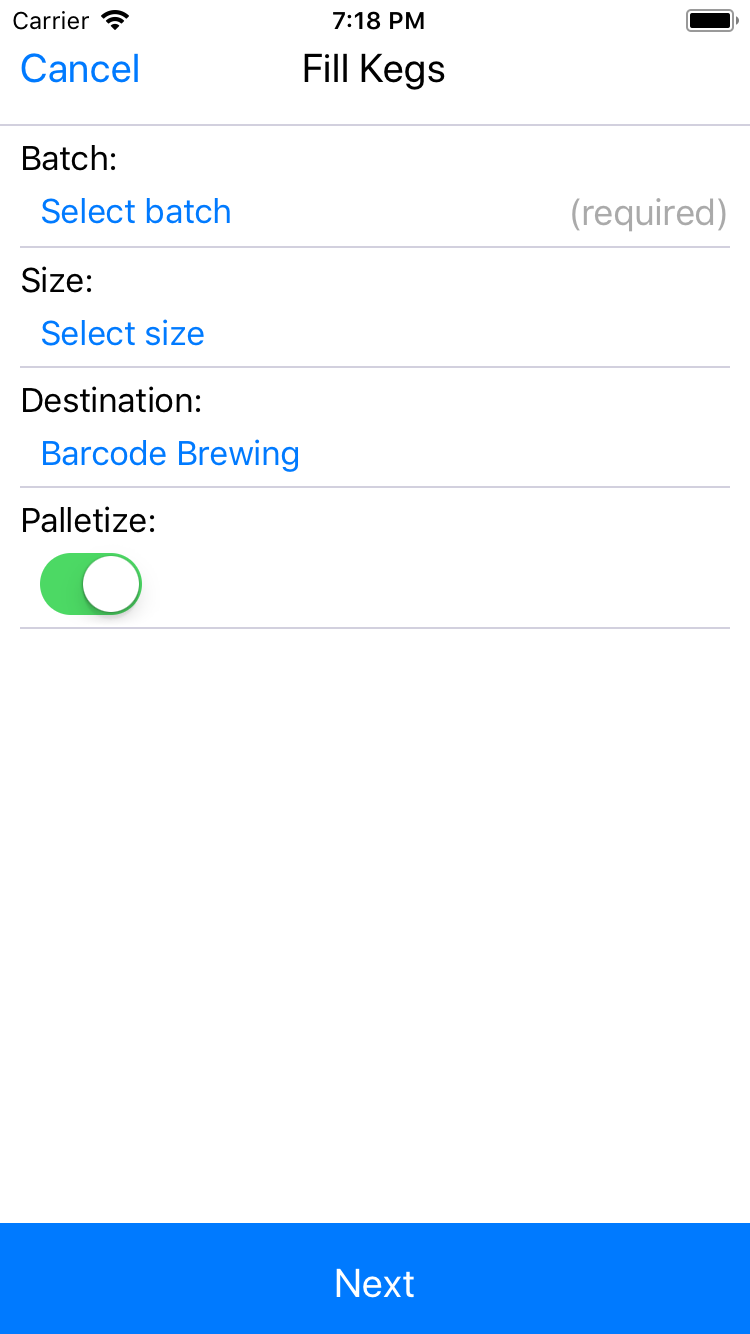 Carrier 7:18 PM
Cancel Fill Kegs
Batch:
Select batch (required)
Size:
Select size
Destination:
Barcode Brewing
Palletize:
Next